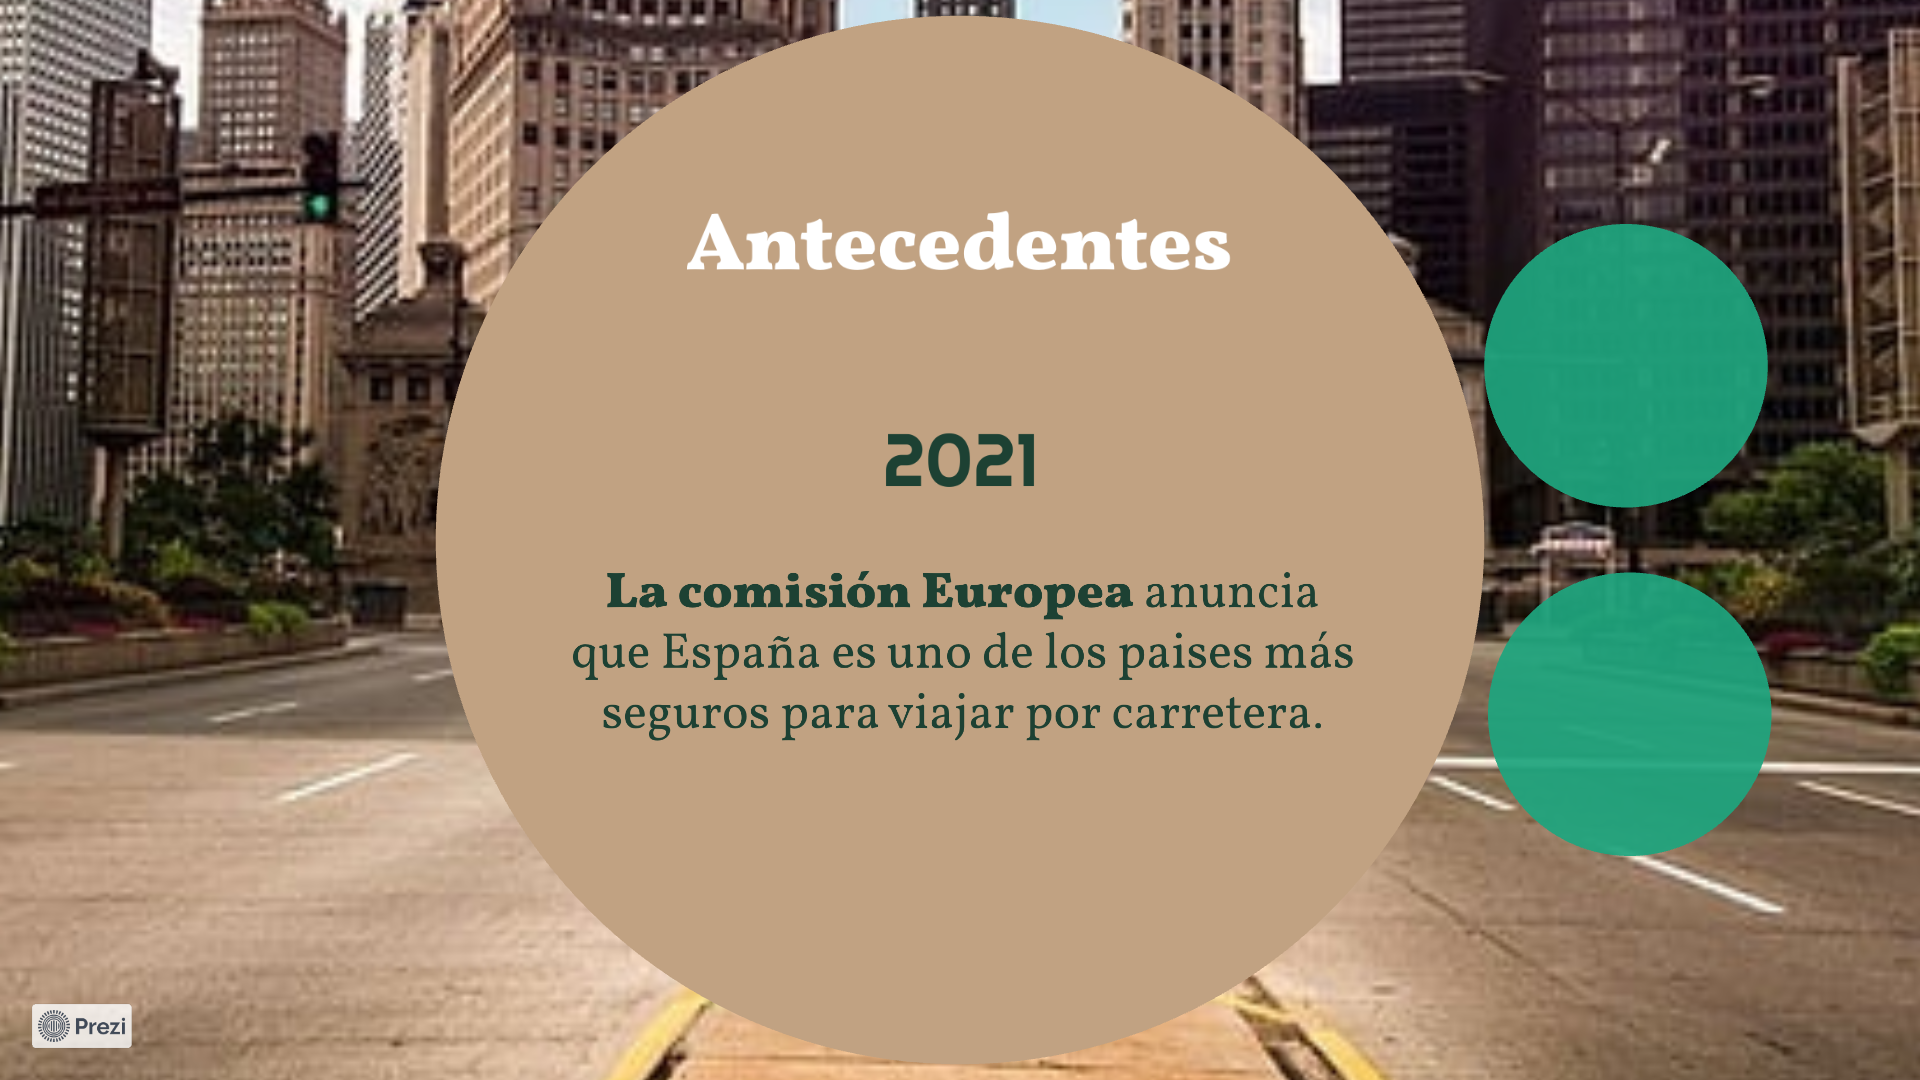 Antecedentes
2021
La comisión Europea anuncia
que España es uno de los paises más
seguros para viajar por carretera.
Prezi